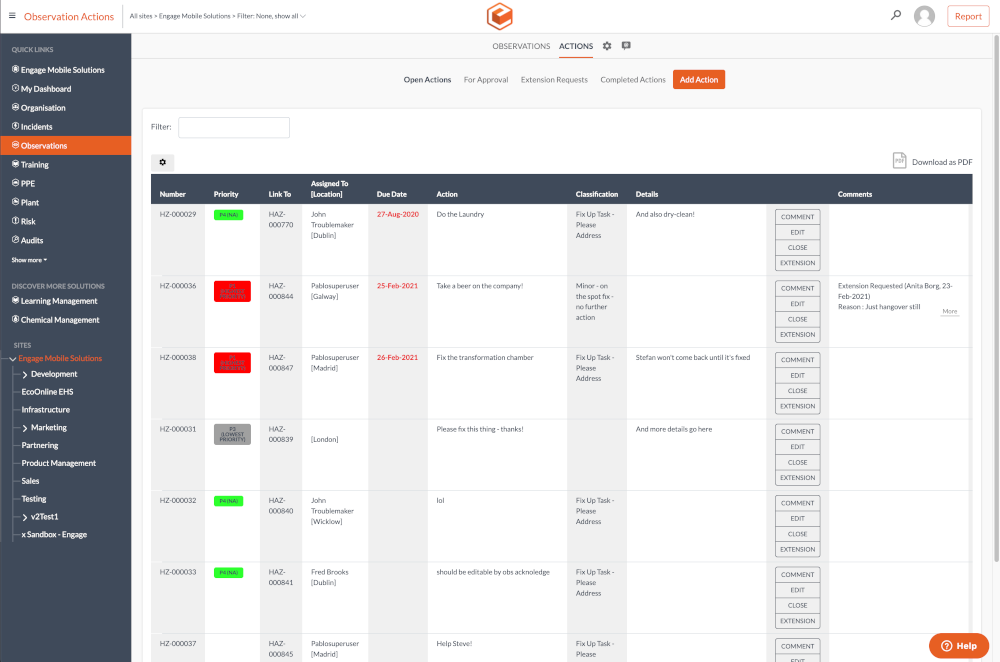 Observation Actions
All sites > Engage Mobile Solutions > Filter: None, show all
Report
QUICK LINKS
Engage Mobile Solutions
My Dashboard
Organisation
Incidents
Observations
Training
PPE
Plant
Risk
Audits
Show more
DISCOVER MORE SOLUTIONS
Learning Management
Chemical Management
SITES
Engage Mobile Solutions
Development
EcoOnline EHS
Infrastructure
Marketing
Partnering
Product Management
Sales
Testing
v2Test1
x Sandbox - Engage
OBSERVATIONS ACTIONS
Open Actions For Approval Extension Requests Completed Actions Add Action
Filter:
PDF Download as PDF
Number Priority Link To Assigned To [Location] Due Date Action Classification Details Comments
HZ-000029 P4 (NA) HAZ-000770 John Troublemaker [Dublin] 27-Aug-2020 Do the Laundry Fix Up Task - Please Address And also dry-clean!
COMMENT
EDIT
CLOSE
EXTENSION
HZ-000036 HAZ-000844 Pablosuperuser [Galway] 25-Feb-2021 Take a beer on the company! Minor - on the spot fix - no further action
COMMENT
EDIT
CLOSE
EXTENSION
Extension Requested (Anita Borg, 23-Feb-2021)
Reason : Just hangover still
More
HZ-000038 HAZ-000847 Pablosuperuser [Madrid] 26-Feb-2021 Fix the transformation chamber Fix Up Task - Please Address Stefan won't come back until it's fixed
COMMENT
EDIT
CLOSE
EXTENSION
HZ-000031 P3 (LOWEST PRIORITY) HAZ-000839 [London] Please fix this thing - thanks! And more details go here
COMMENT
EDIT
CLOSE
EXTENSION
HZ-000032 P4 (NA) HAZ-000840 John Troublemaker [Wicklow] lol Fix Up Task - Please Address
COMMENT
EDIT
CLOSE
EXTENSION
HZ-000033 P4 (NA) HAZ-000841 Fred Brooks [Dublin] should be editable by obs acknoledge Fix Up Task - Please Address
COMMENT
EDIT
CLOSE
EXTENSION
HZ-000037 HAZ-000845 Pablosuperuser [Madrid] Help Steve! Fix Up Task - Please
COMMENT
EDIT
Help